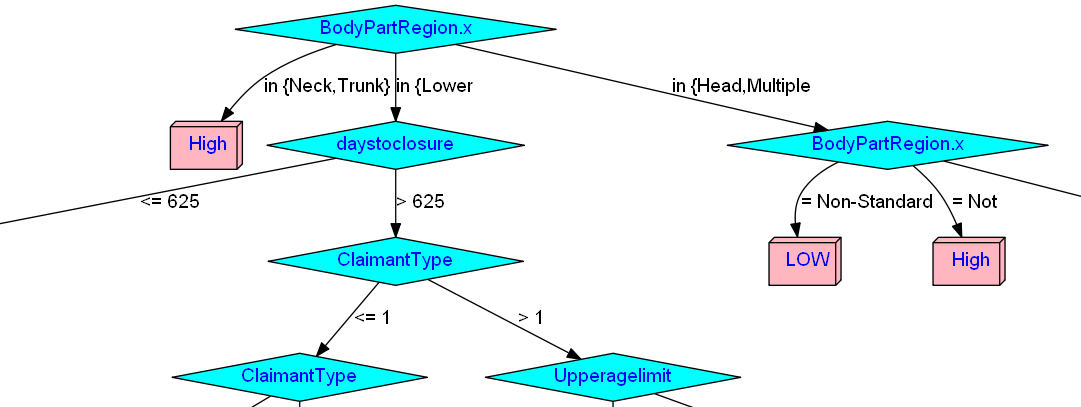 BodyPartRegion.x
in {Neck,Trunk}
in {Lower
in {Head,Multiple
High
daystoclosure
BodyPartRegion.x
<= 625
> 625
= Non-Standard
= Not
ClaimantType
LOW
High
<= 1
> 1
ClaimantType
Upperagelimit